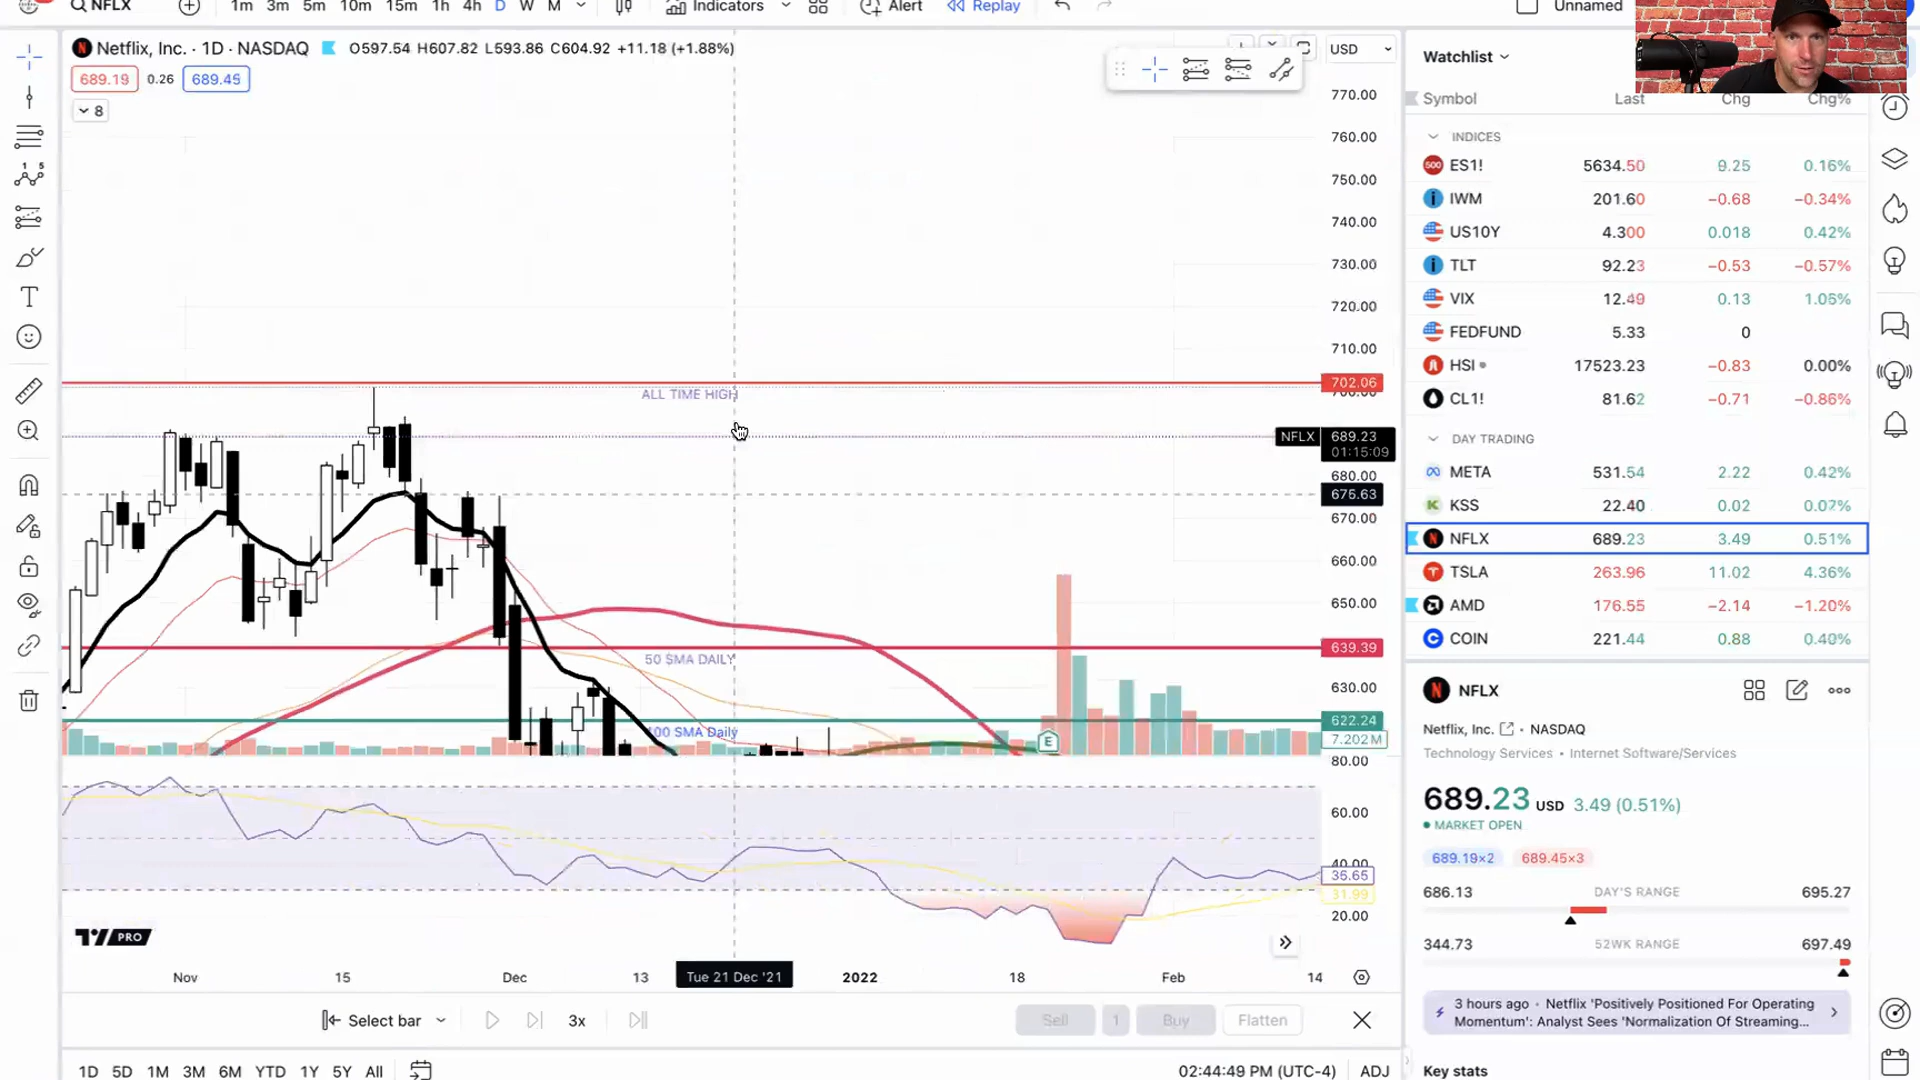 NFLX 1m 3m 5m 10m 15m 1h 4h D W M Indicators Alert Replay Unnamed
Netflix, Inc. · 1D · NASDAQ O597.54 H607.82 L593.86 C604.92 +11.18 (+1.88%) USD
689.19 0.26 689.45
8
770.00
760.00
750.00
740.00
730.00
720.00
710.00
702.06
ALL TIME HIGH
NFLX 689.23
01:15:09
680.00
675.63
670.00
660.00
650.00
639.39
50 SMA DAILY
630.00
622.24
100 SMA Daily
7.202M
E
80.00
60.00
40.00
36.65
31.99
20.00
TV PRO
Nov 15 Dec 13 Tue 21 Dec '21 2022 18 Feb 14
Select bar 3x Sell 1 Buy Flatten
1D 5D 1M 3M 6M YTD 1Y 5Y All 02:44:49 PM (UTC-4) ADJ
Watchlist
Symbol Last Chg Chg%
INDICES
ES1! 5634.50 9.25 0.16%
IWM 201.60 −0.68 −0.34%
US10Y 4.300 0.018 0.42%
TLT 92.23 −0.53 −0.57%
VIX 12.49 0.13 1.06%
FEDFUND 5.33 0
HSI 17523.23 −0.83 0.00%
CL1! 81.62 −0.71 −0.86%
DAY TRADING
META 531.54 2.22 0.42%
KSS 22.40 0.02 0.07%
NFLX 689.23 3.49 0.51%
TSLA 263.96 11.02 4.36%
AMD 176.55 −2.14 −1.20%
COIN 221.44 0.88 0.40%
NFLX
Netflix, Inc. · NASDAQ
Technology Services · Internet Software/Services
689.23 USD 3.49 (0.51%)
MARKET OPEN
689.19×2 689.45×3
686.13 DAY'S RANGE 695.27
344.73 52WK RANGE 697.49
3 hours ago · Netflix 'Positively Positioned For Operating
Momentum': Analyst Sees 'Normalization Of Streaming...
Key stats